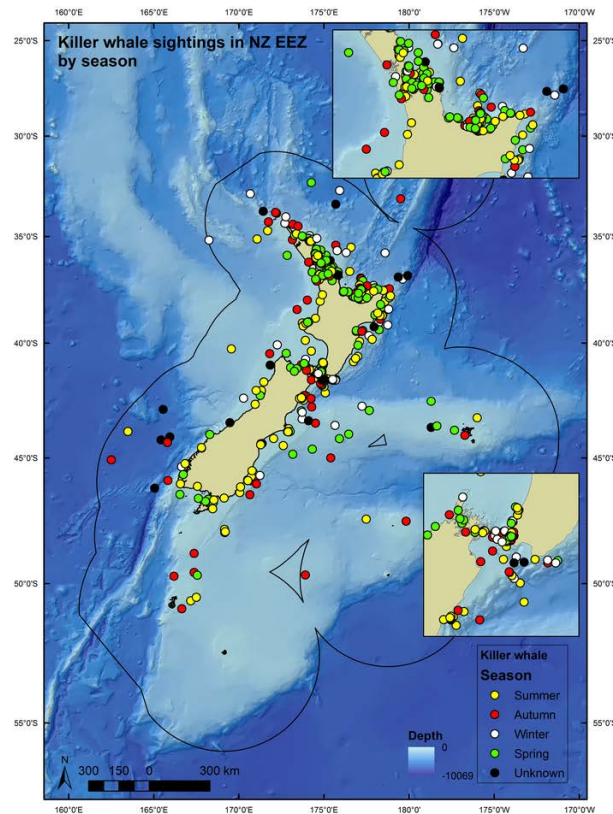 160°0'E 165°0'E 170°0'E 175°0'E 180°0' 175°0'W 170°0'W
Killer whale sightings in NZ EEZ
by season
25°0'S 25°0'S
30°0'S 30°0'S
35°0'S 35°0'S
40°0'S 40°0'S
45°0'S 45°0'S
50°0'S 50°0'S
55°0'S 55°0'S
Killer whale
Season
Summer
Autumn
Winter
Spring
Unknown
Depth
0
-10069
N
300 150 0 300 km
160°0'E 165°0'E 170°0'E 175°0'E 180°0' 175°0'W 170°0'W